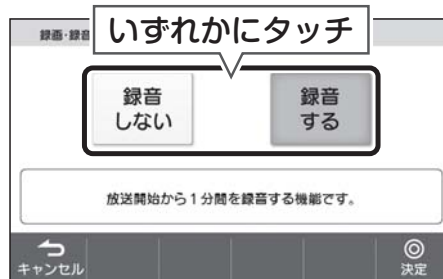 録画・録音
いずれかにタッチ
録音
しない
録音
する
放送開始から1分間を録音する機能です。
キャンセル
決定